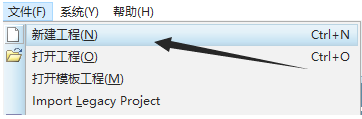 文件(F) 系统(Y) 帮助(H)
新建工程(N) Ctrl+N
打开工程(O) Ctrl+O
打开模板工程(M)
Import Legacy Project